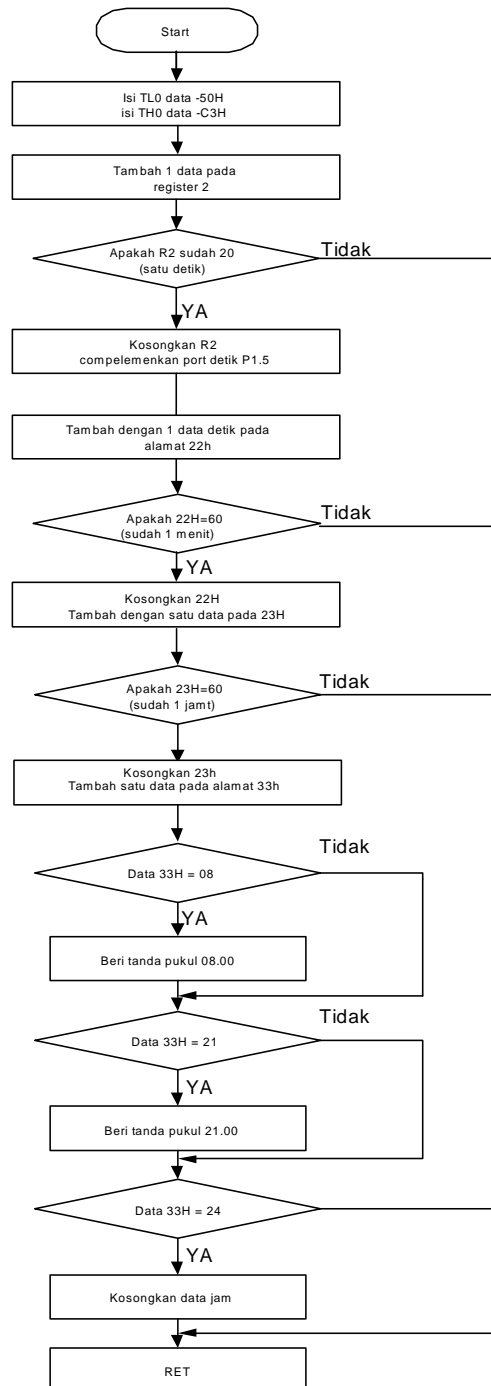 Start
Isi TL0 data -50H
isi TH0 data -C3H
Tambah 1 data pada
register 2
Apakah R2 sudah 20
(satu detik)
Tidak
YA
Kosongkan R2
compelemenkan port detik P1.5
Tambah dengan 1 data detik pada
alamat 22h
Apakah 22H=60
(sudah 1 menit)
Tidak
YA
Kosongkan 22H
Tambah dengan satu data pada 23H
Apakah 23H=60
(sudah 1 jamt)
Tidak
Kosongkan 23h
Tambah satu data pada alamat 33h
Tidak
Data 33H = 08
YA
Beri tanda pukul 08.00
Tidak
Data 33H = 21
YA
Beri tanda pukul 21.00
Data 33H = 24
YA
Kosongkan data jam
RET